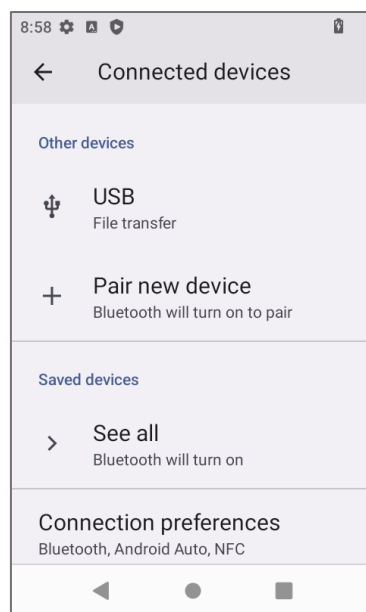 8:58
Connected devices
Other devices
USB
File transfer
Pair new device
Bluetooth will turn on to pair
Saved devices
See all
Bluetooth will turn on
Connection preferences
Bluetooth, Android Auto, NFC